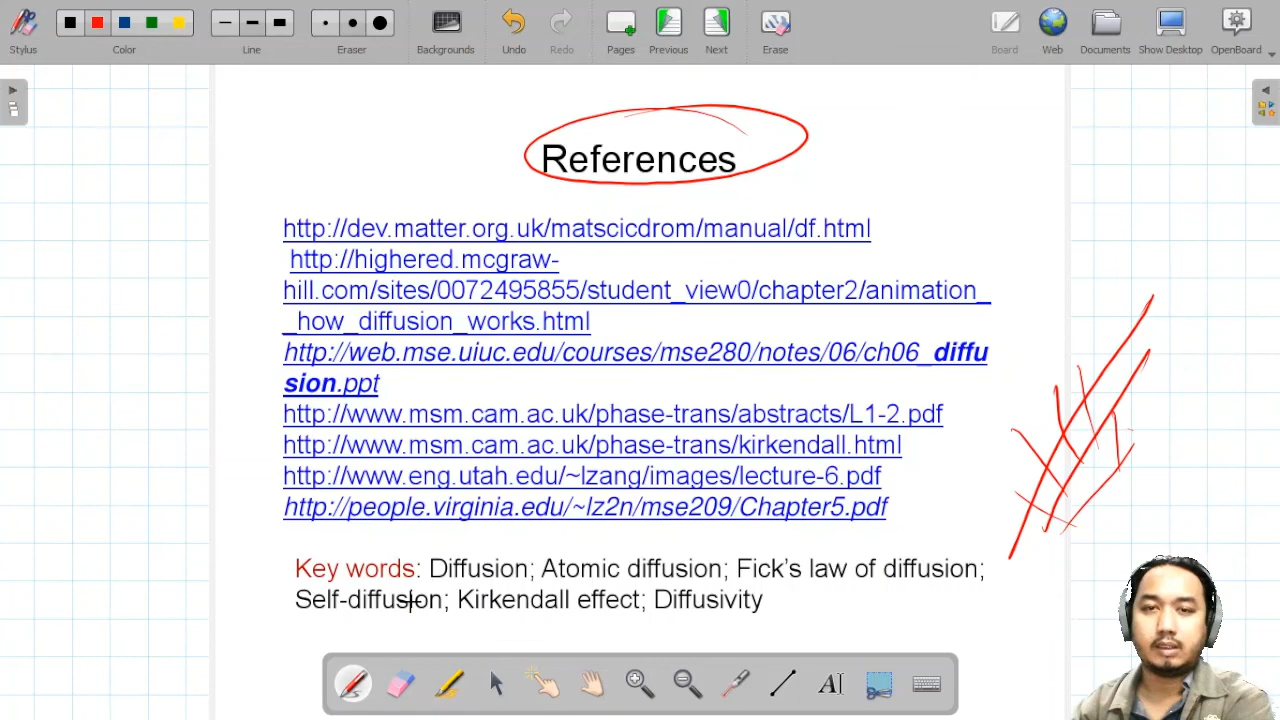 Stylus Color Line Eraser Backgrounds Undo Redo Pages Previous Next Erase Board Web Documents Show Desktop OpenBoard
References
http://dev.matter.org.uk/matscicdrom/manual/df.html
http://highered.mcgraw-
hill.com/sites/0072495855/student_view0/chapter2/animation_
_how_diffusion_works.html
http://web.mse.uiuc.edu/courses/mse280/notes/06/ch06_diffu
sion.ppt
http://www.msm.cam.ac.uk/phase-trans/abstracts/L1-2.pdf
http://www.msm.cam.ac.uk/phase-trans/kirkendall.html
http://www.eng.utah.edu/~lzang/images/lecture-6.pdf
http://people.virginia.edu/~lz2n/mse209/Chapter5.pdf
Key words: Diffusion; Atomic diffusion; Fick’s law of diffusion;
Self-diffusion; Kirkendall effect; Diffusivity